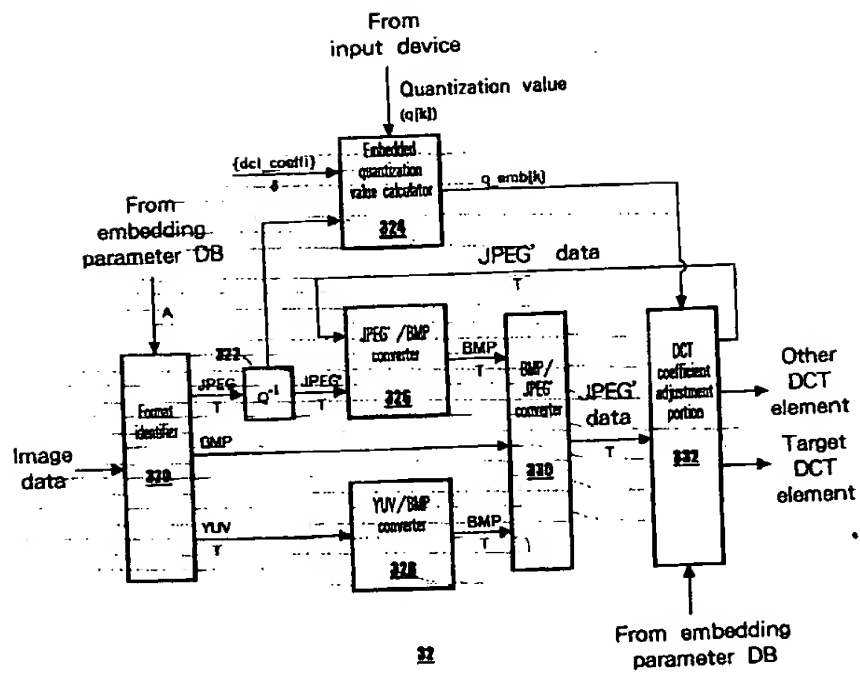 From
input device
Quantization value
(q[k])
Embedded
quantization
value calculator
324
{dct_coeffi}
q_emb[k]
From
embedding
parameter DB
A
JPEG' data
T
322
JPEG
T
Q-1
JPEG'
T
JPEG'/BMP
converter
326
BMP
T
BMP/
JPEG'
converter
330
JPEG'
data
T
DCT
coefficient
adjustment
portion
332
Other
DCT
element
Target
DCT
element
Image
data
Format
identifier
320
BMP
YUV
T
YUV/BMP
converter
328
BMP
T
From embedding
parameter DB
32